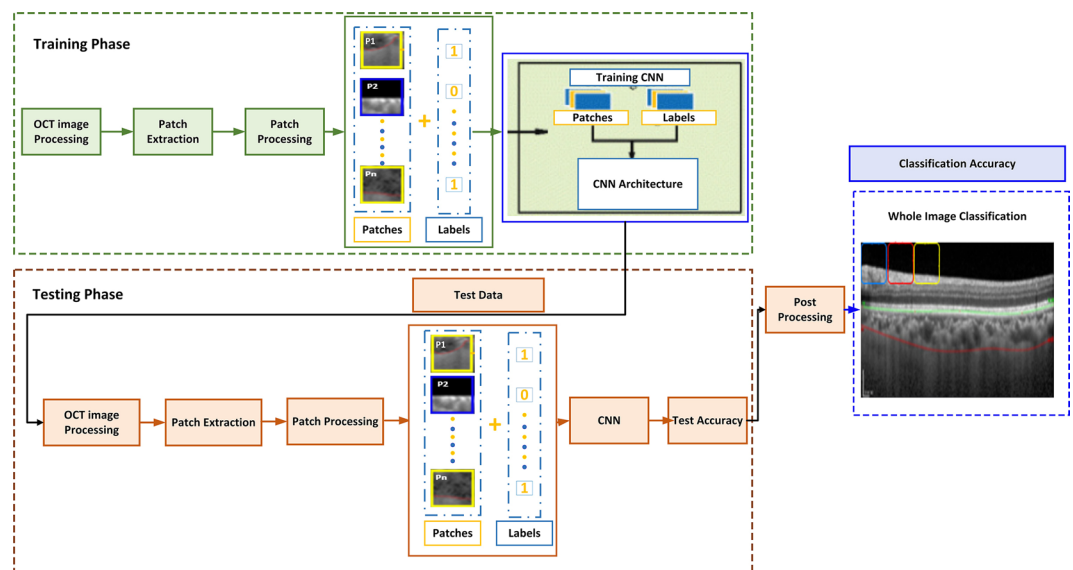 Training Phase
OCT image
Processing
Patch
Extraction
Patch
Processing
P1
P2
Pn
+
1
0
1
Patches
Labels
Training CNN
Patches
Labels
CNN Architecture
Classification Accuracy
Whole Image Classification
Testing Phase
Test Data
OCT image
Processing
Patch Extraction
Patch Processing
P1
P2
Pn
+
1
0
1
Patches
Labels
CNN
Test Accuracy
Post
Processing